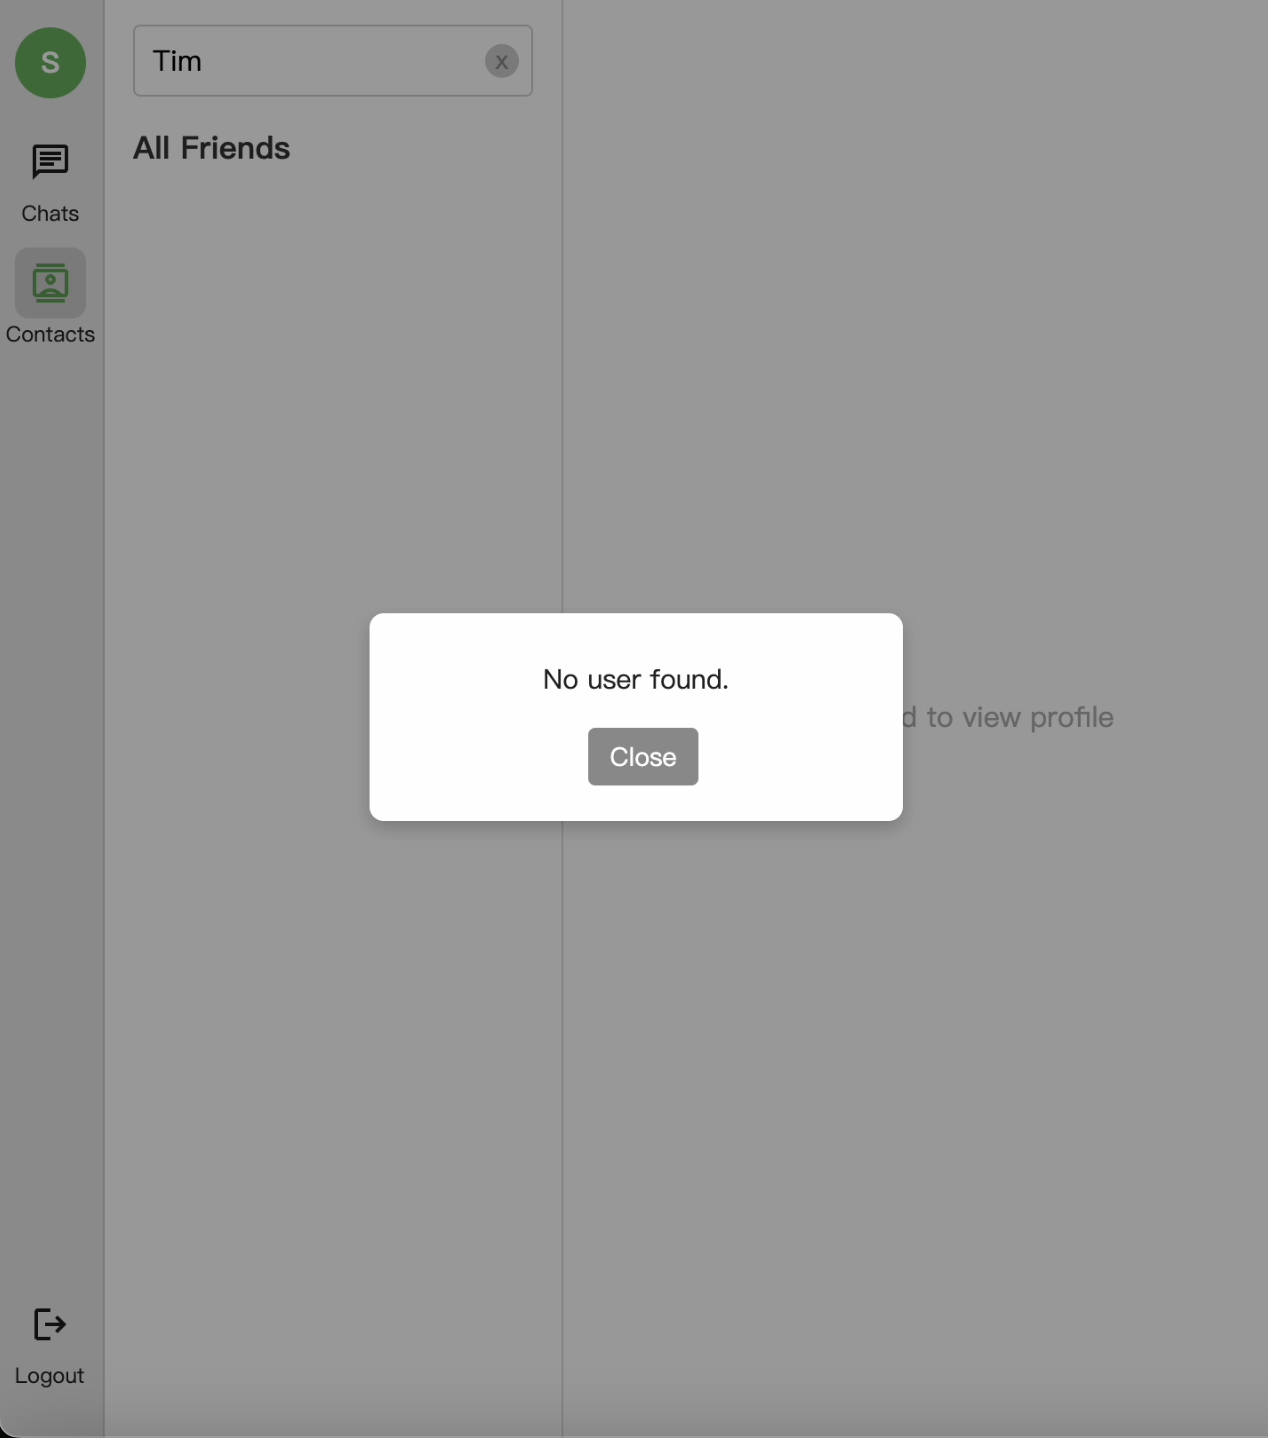 S
Chats
Contacts
Logout
Tim
x
All Friends
No user found.
Close
to view profile